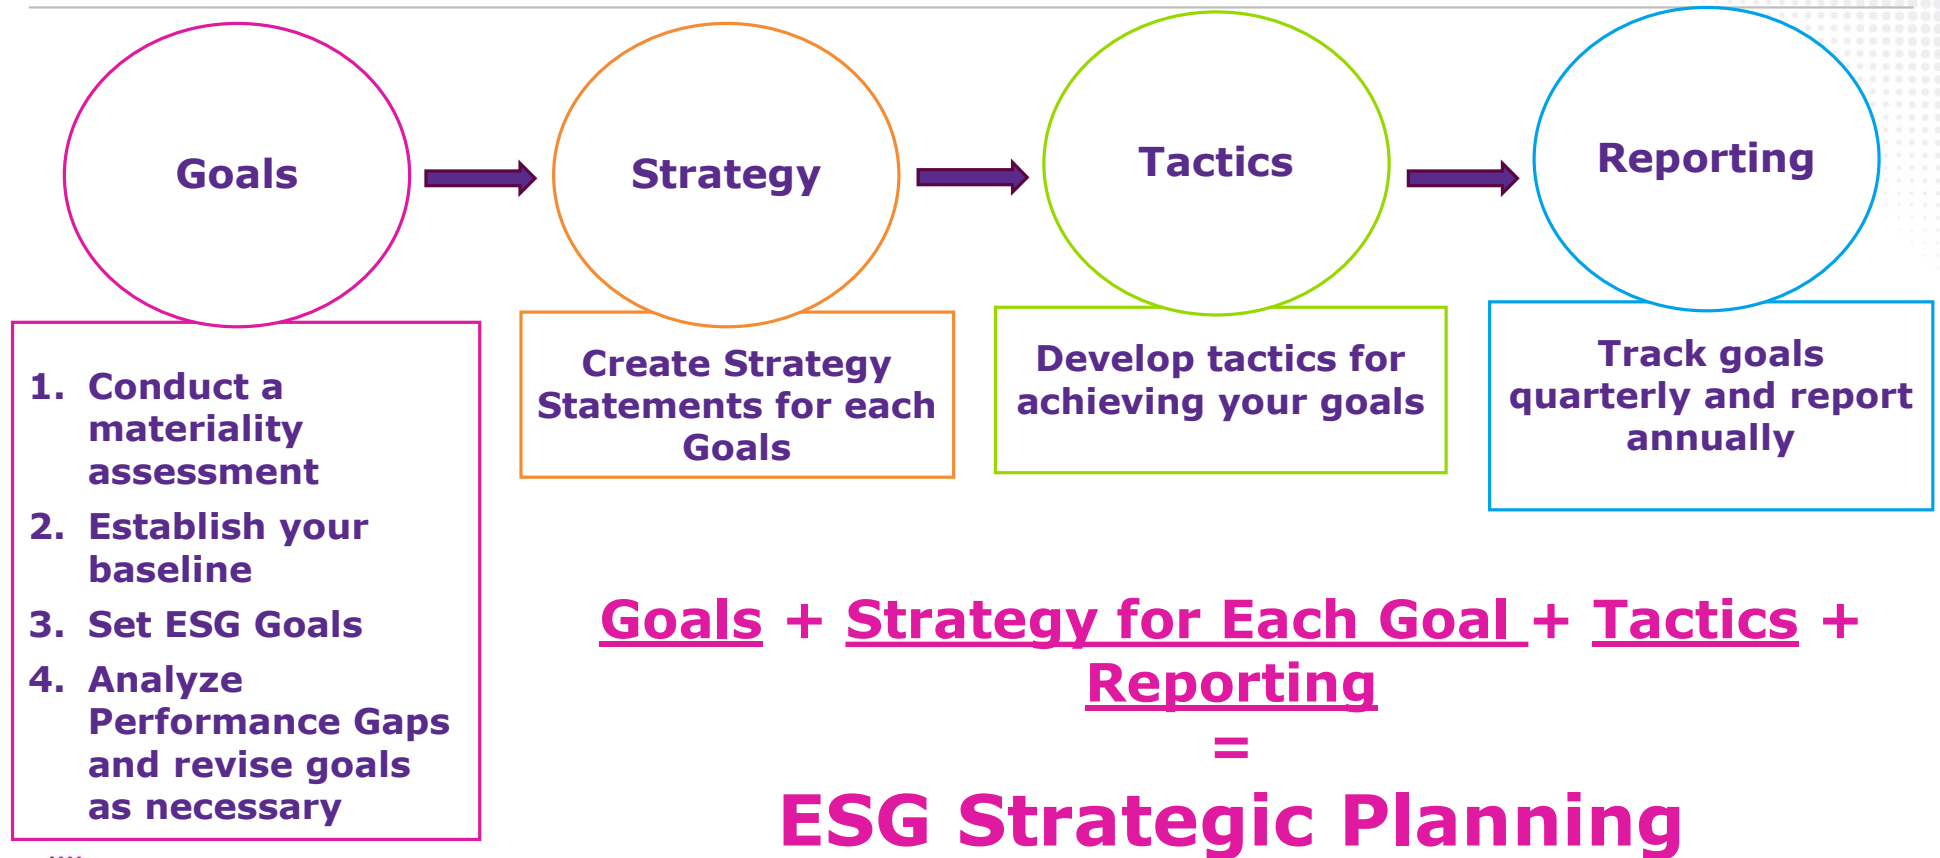 Goals
Strategy
Tactics
Reporting
1. Conduct a
materiality
assessment
2. Establish your
baseline
3. Set ESG Goals
4. Analyze
Performance Gaps
and revise goals
as necessary
Create Strategy
Statements for each
Goals
Develop tactics for
achieving your goals
Track goals
quarterly and report
annually
Goals + Strategy for Each Goal + Tactics +
Reporting
=
ESG Strategic Planning